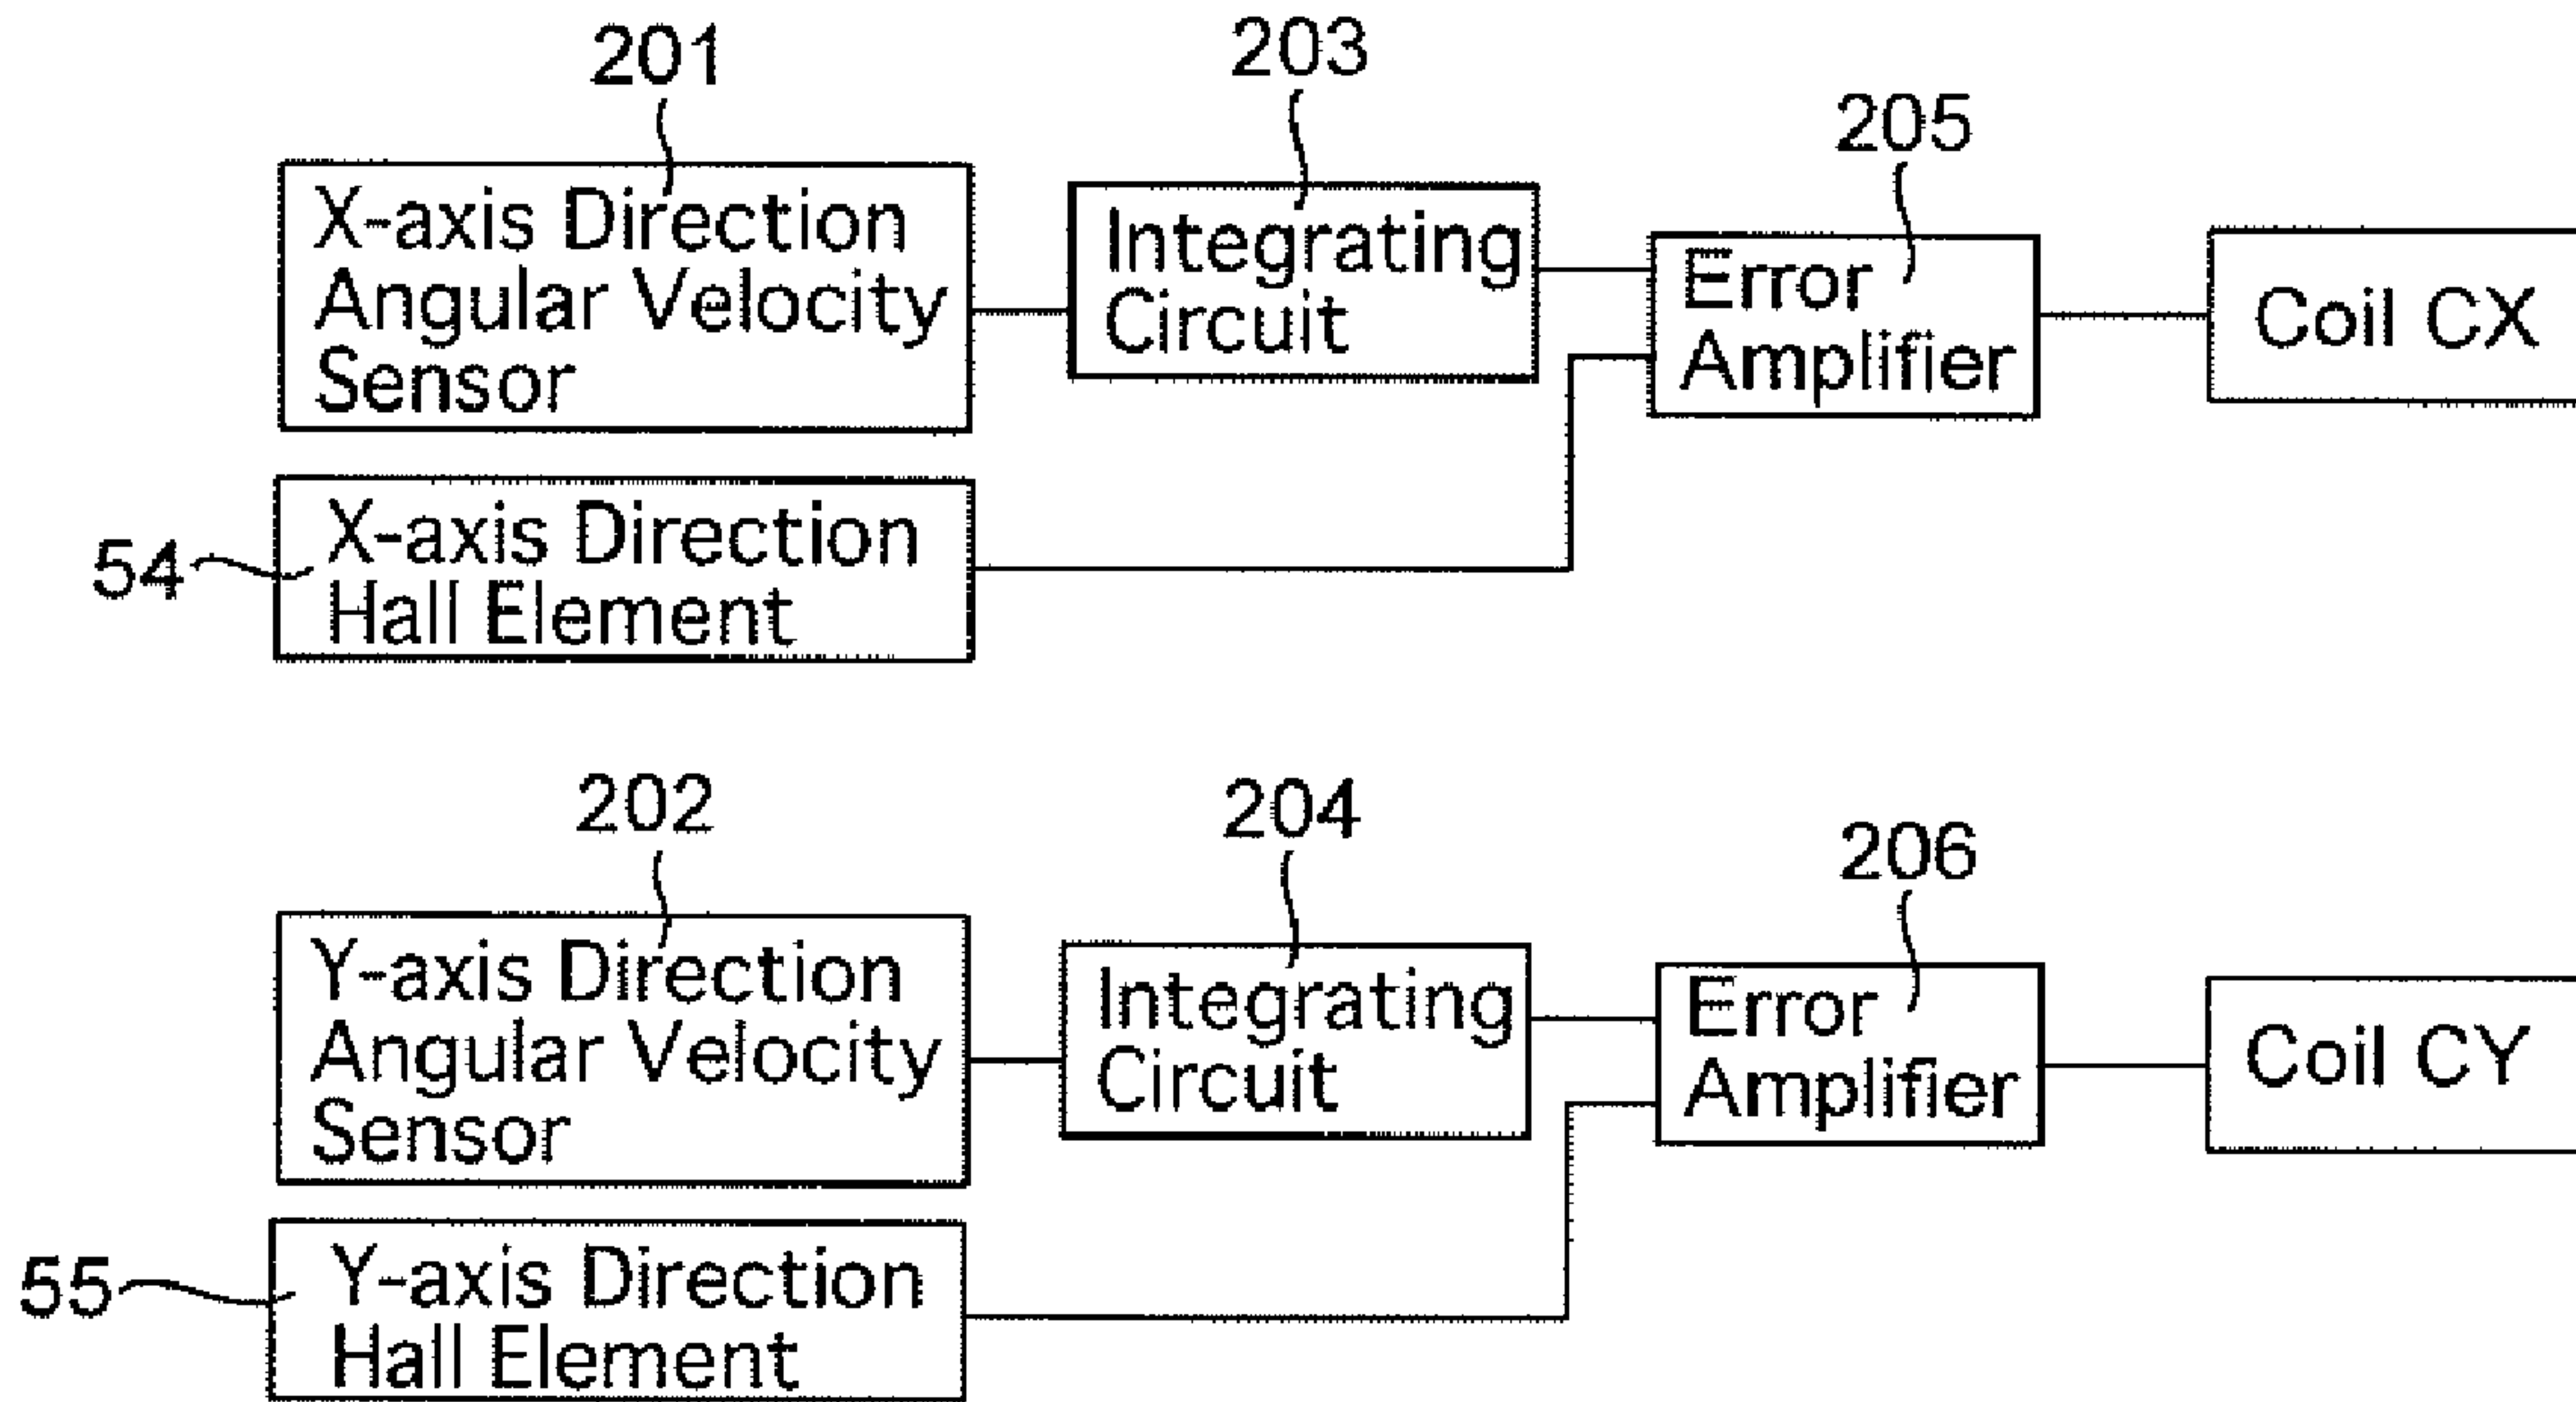 201
203
205
X-axis Direction
Angular Velocity
Sensor
Integrating
Circuit
Error
Amplifier
Coil CX
54
X-axis Direction
Hall Element
202
204
206
Y-axis Direction
Angular Velocity
Sensor
Integrating
Circuit
Error
Amplifier
Coil CY
55
Y-axis Direction
Hall Element